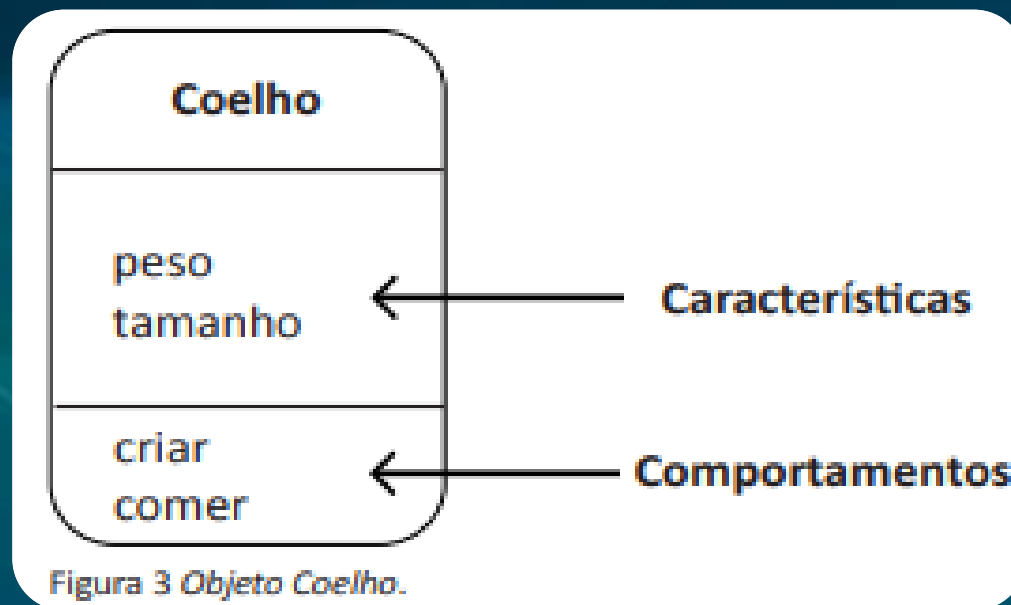 Coelho
peso
tamanho
Características
criar
comer
Comportamentos
Figura 3 Objeto Coelho.